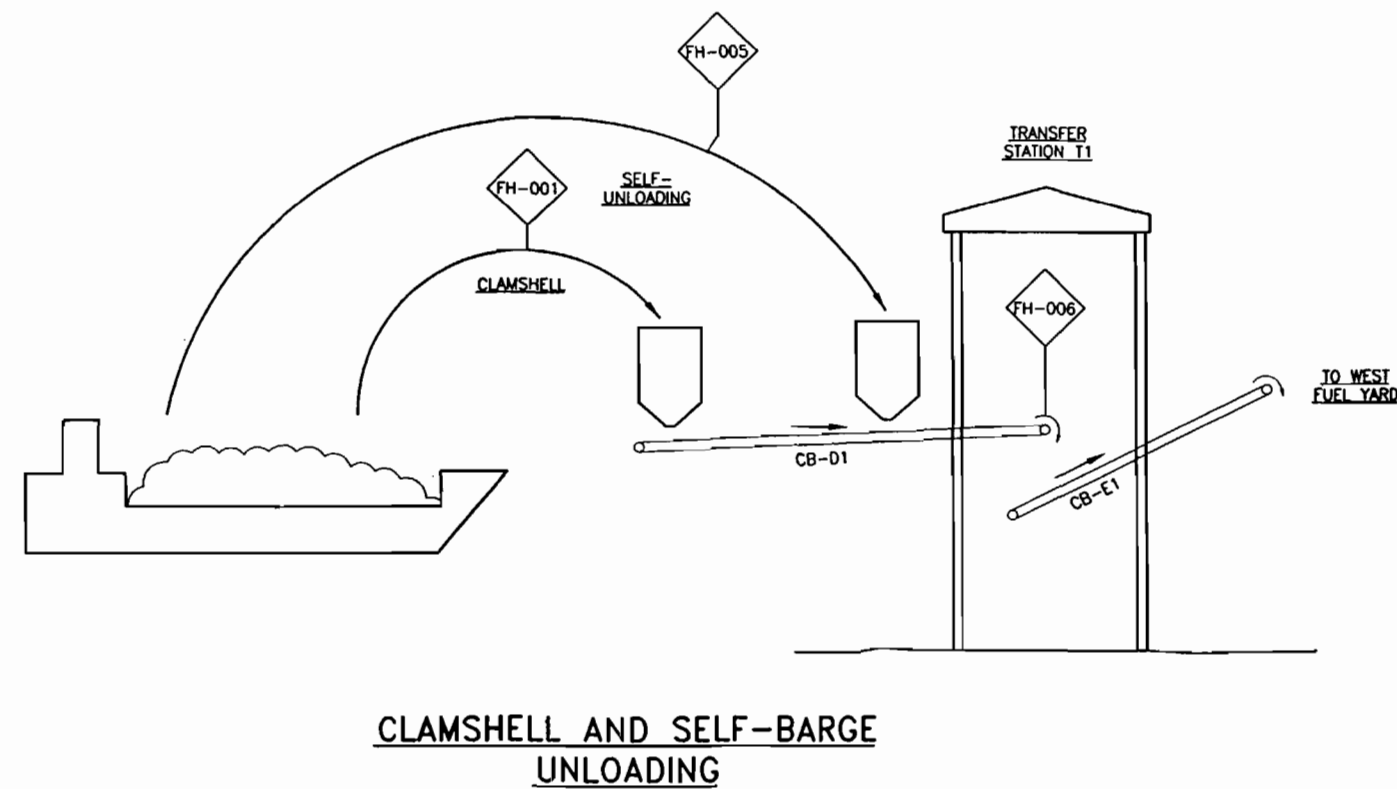 FH-005
TRANSFER
STATION T1
FH-001
SELF-
UNLOADING
CLAMSHELL
FH-006
TO WEST
FUEL YARD
CB-D1
CB-E1
CLAMSHELL AND SELF-BARGE
UNLOADING